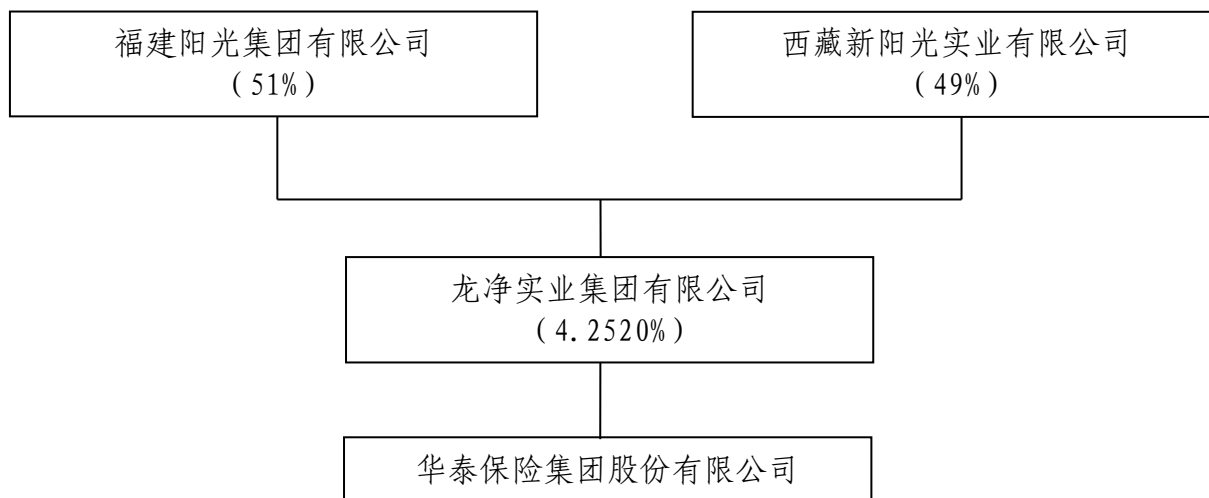 福建阳光集团有限公司
（51%）
西藏新阳光实业有限公司
（49%）
龙净实业集团有限公司
（4.2520%）
华泰保险集团股份有限公司